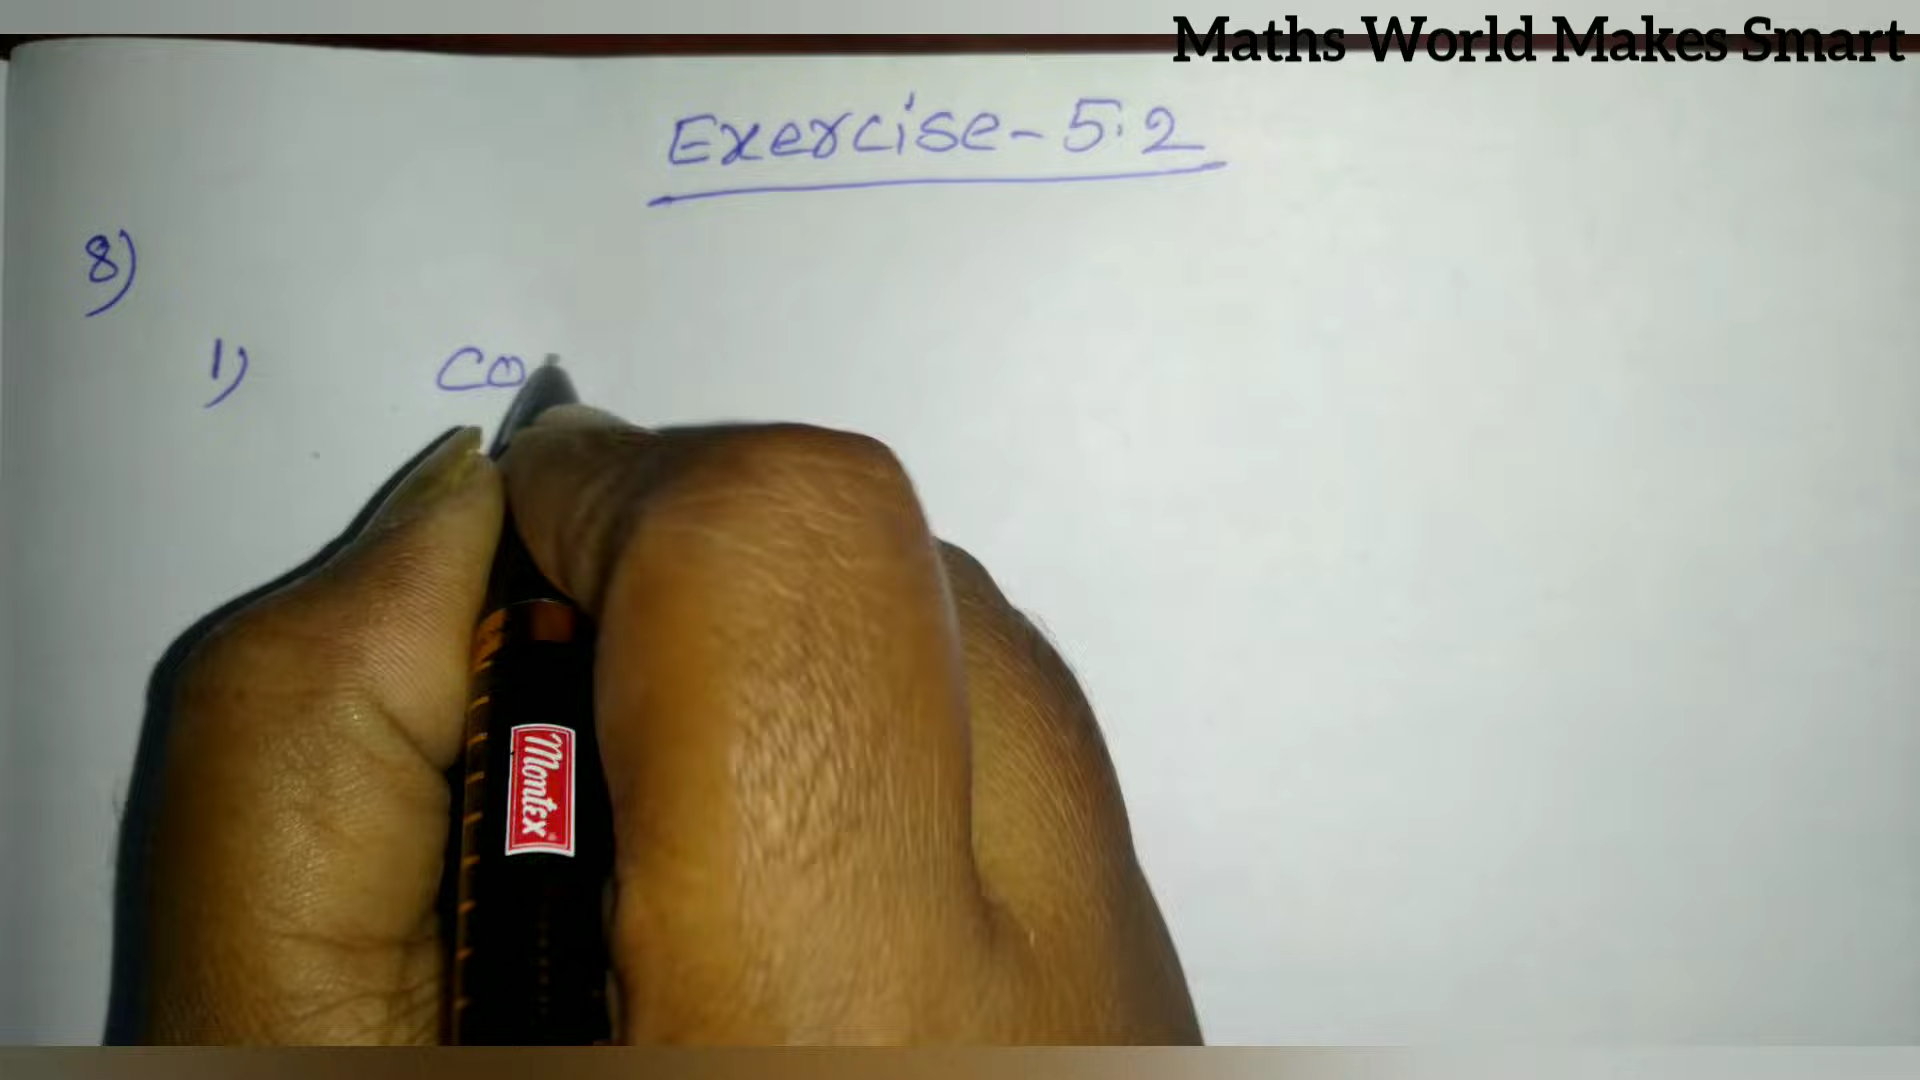 Maths World Makes Smart
Exercise - 5.2
8)
1) co
Montex